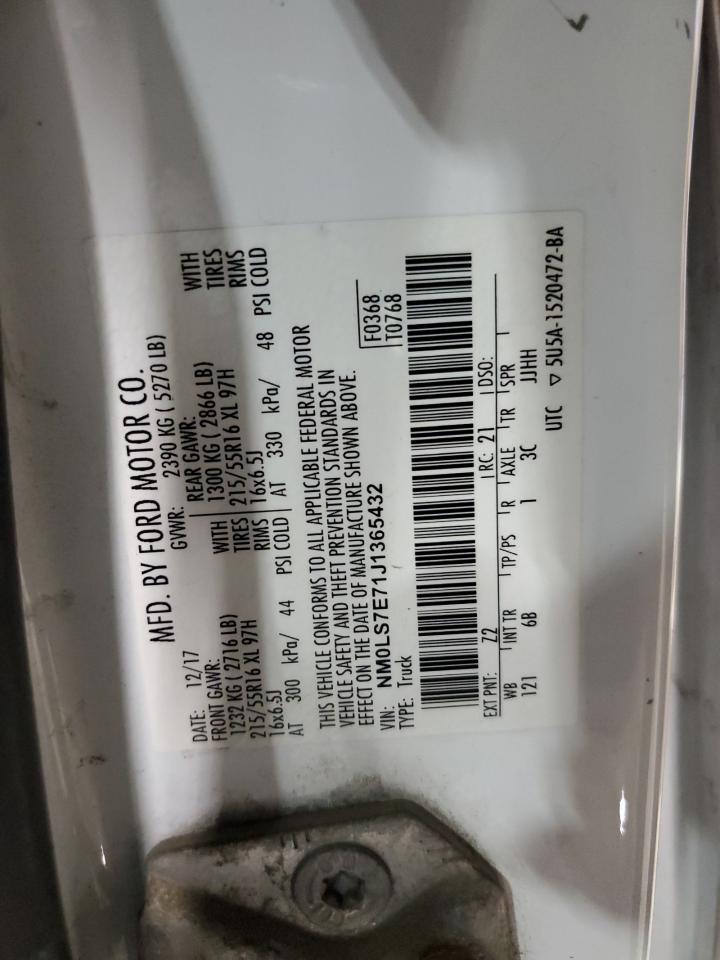 MFD. BY FORD MOTOR CO.
DATE: 12/17 GVWR: 2390 KG ( 5270 LB)
FRONT GAWR: REAR GAWR:
1232 KG ( 2716 LB) WITH 1300 KG ( 2866 LB) WITH
215/55R16 XL 97H TIRES 215/55R16 XL 97H TIRES
16x6.5J RIMS 16x6.5J RIMS
AT 300 kPa/ 44 PSI COLD AT 330 kPa/ 48 PSI COLD
THIS VEHICLE CONFORMS TO ALL APPLICABLE FEDERAL MOTOR
VEHICLE SAFETY AND THEFT PREVENTION STANDARDS IN
EFFECT ON THE DATE OF MANUFACTURE SHOWN ABOVE.
VIN: NM0LS7E71J1365432 F0368
TYPE: Truck T0768
EXT PNT: Z2 RC: 21 DSO:
WB INT TR TP/PS R AXLE TR SPR
121 6B 1 3C JJHH
UTC ▽ 5U5A-1520472-BA